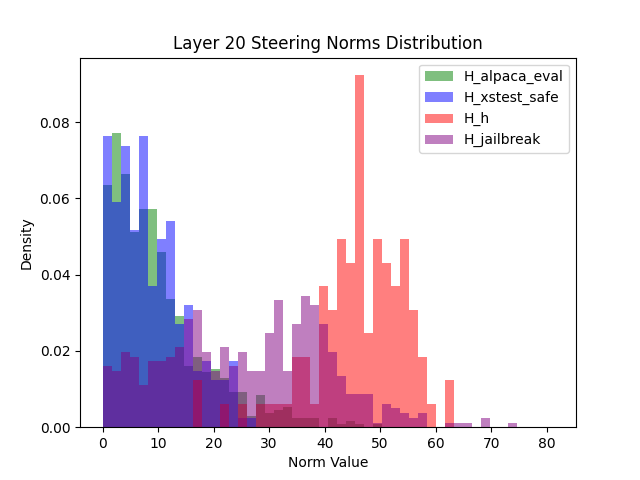 Layer 20 Steering Norms Distribution
H_alpaca_eval
H_xstest_safe
H_h
H_jailbreak
Density
0.08
0.06
0.04
0.02
0.00
0 10 20 30 40 50 60 70 80
Norm Value